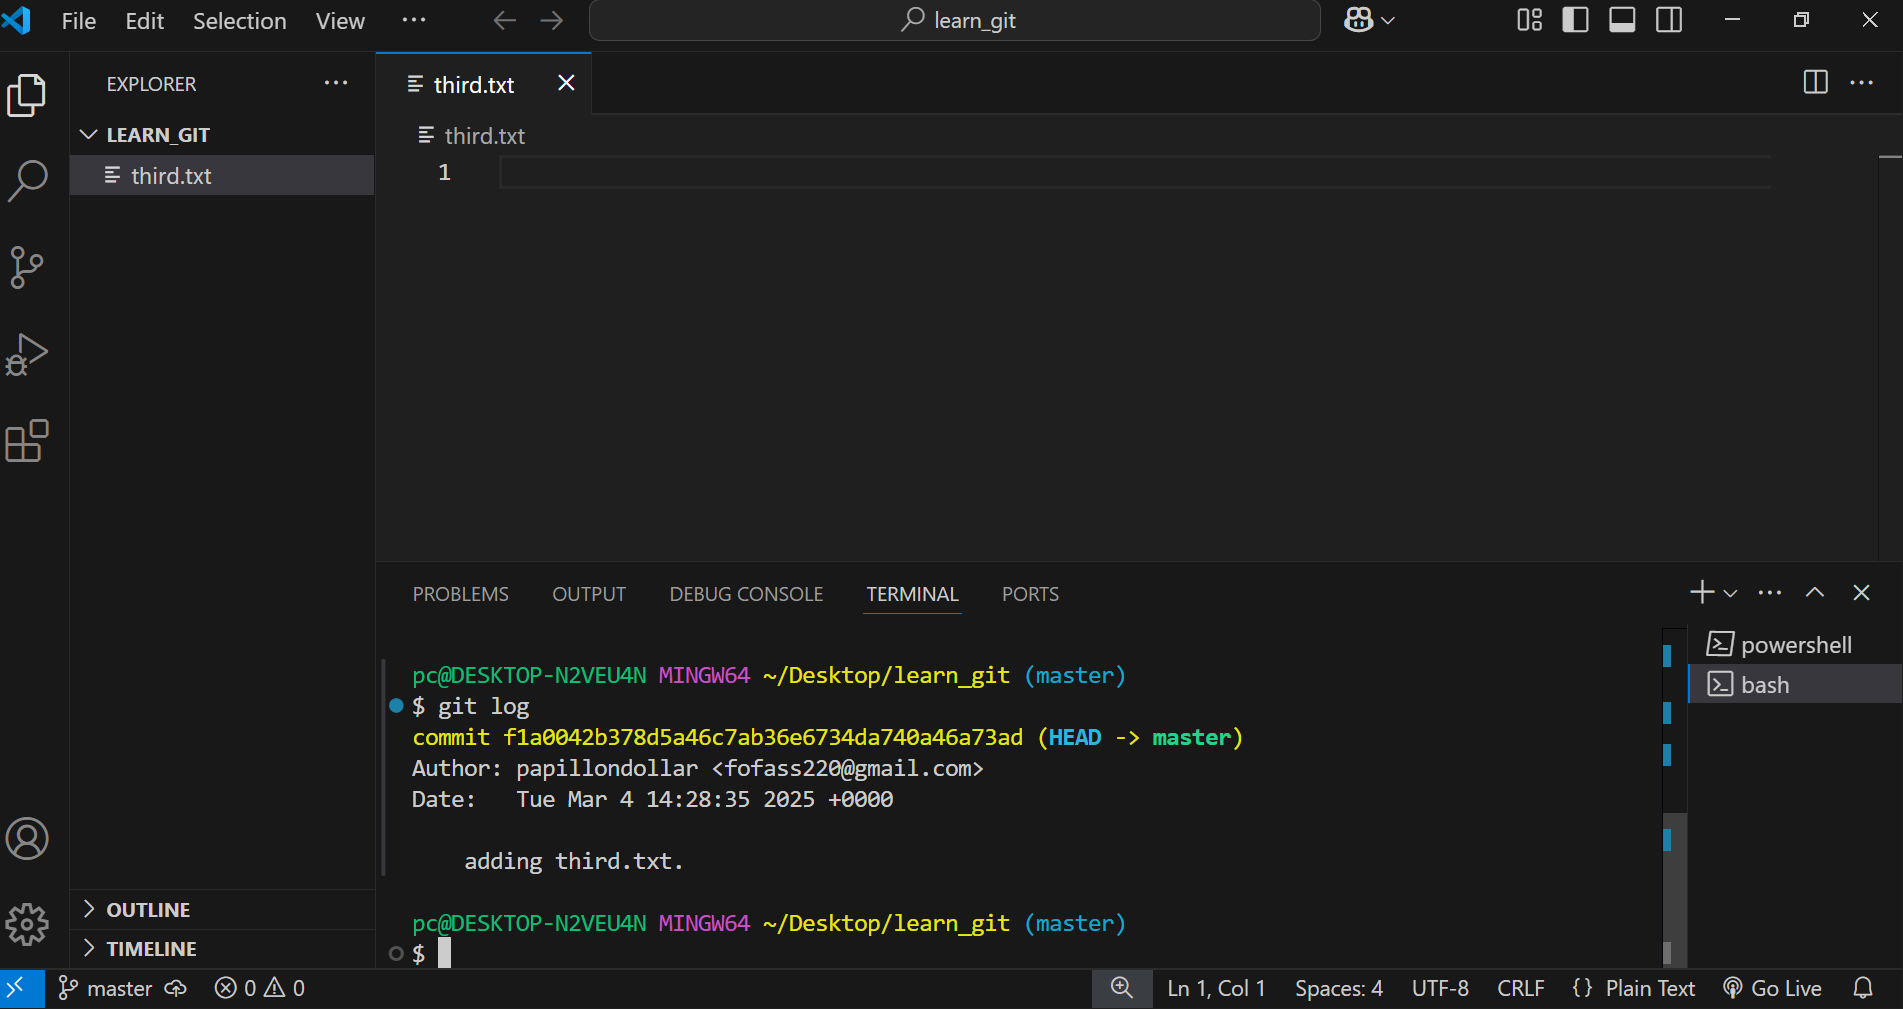 File Edit Selection View ··· learn_git
EXPLORER ···
LEARN_GIT
third.txt
third.txt
third.txt
1
PROBLEMS OUTPUT DEBUG CONSOLE TERMINAL PORTS
pc@DESKTOP-N2VEU4N MINGW64 ~/Desktop/learn_git (master)
$ git log
commit f1a0042b378d5a46c7ab36e6734da740a46a73ad (HEAD -> master)
Author: papillondollar <fofass220@gmail.com>
Date:   Tue Mar 4 14:28:35 2025 +0000
adding third.txt.
pc@DESKTOP-N2VEU4N MINGW64 ~/Desktop/learn_git (master)
$
powershell
bash
OUTLINE
TIMELINE
master 0 0 Ln 1, Col 1 Spaces: 4 UTF-8 CRLF {} Plain Text Go Live